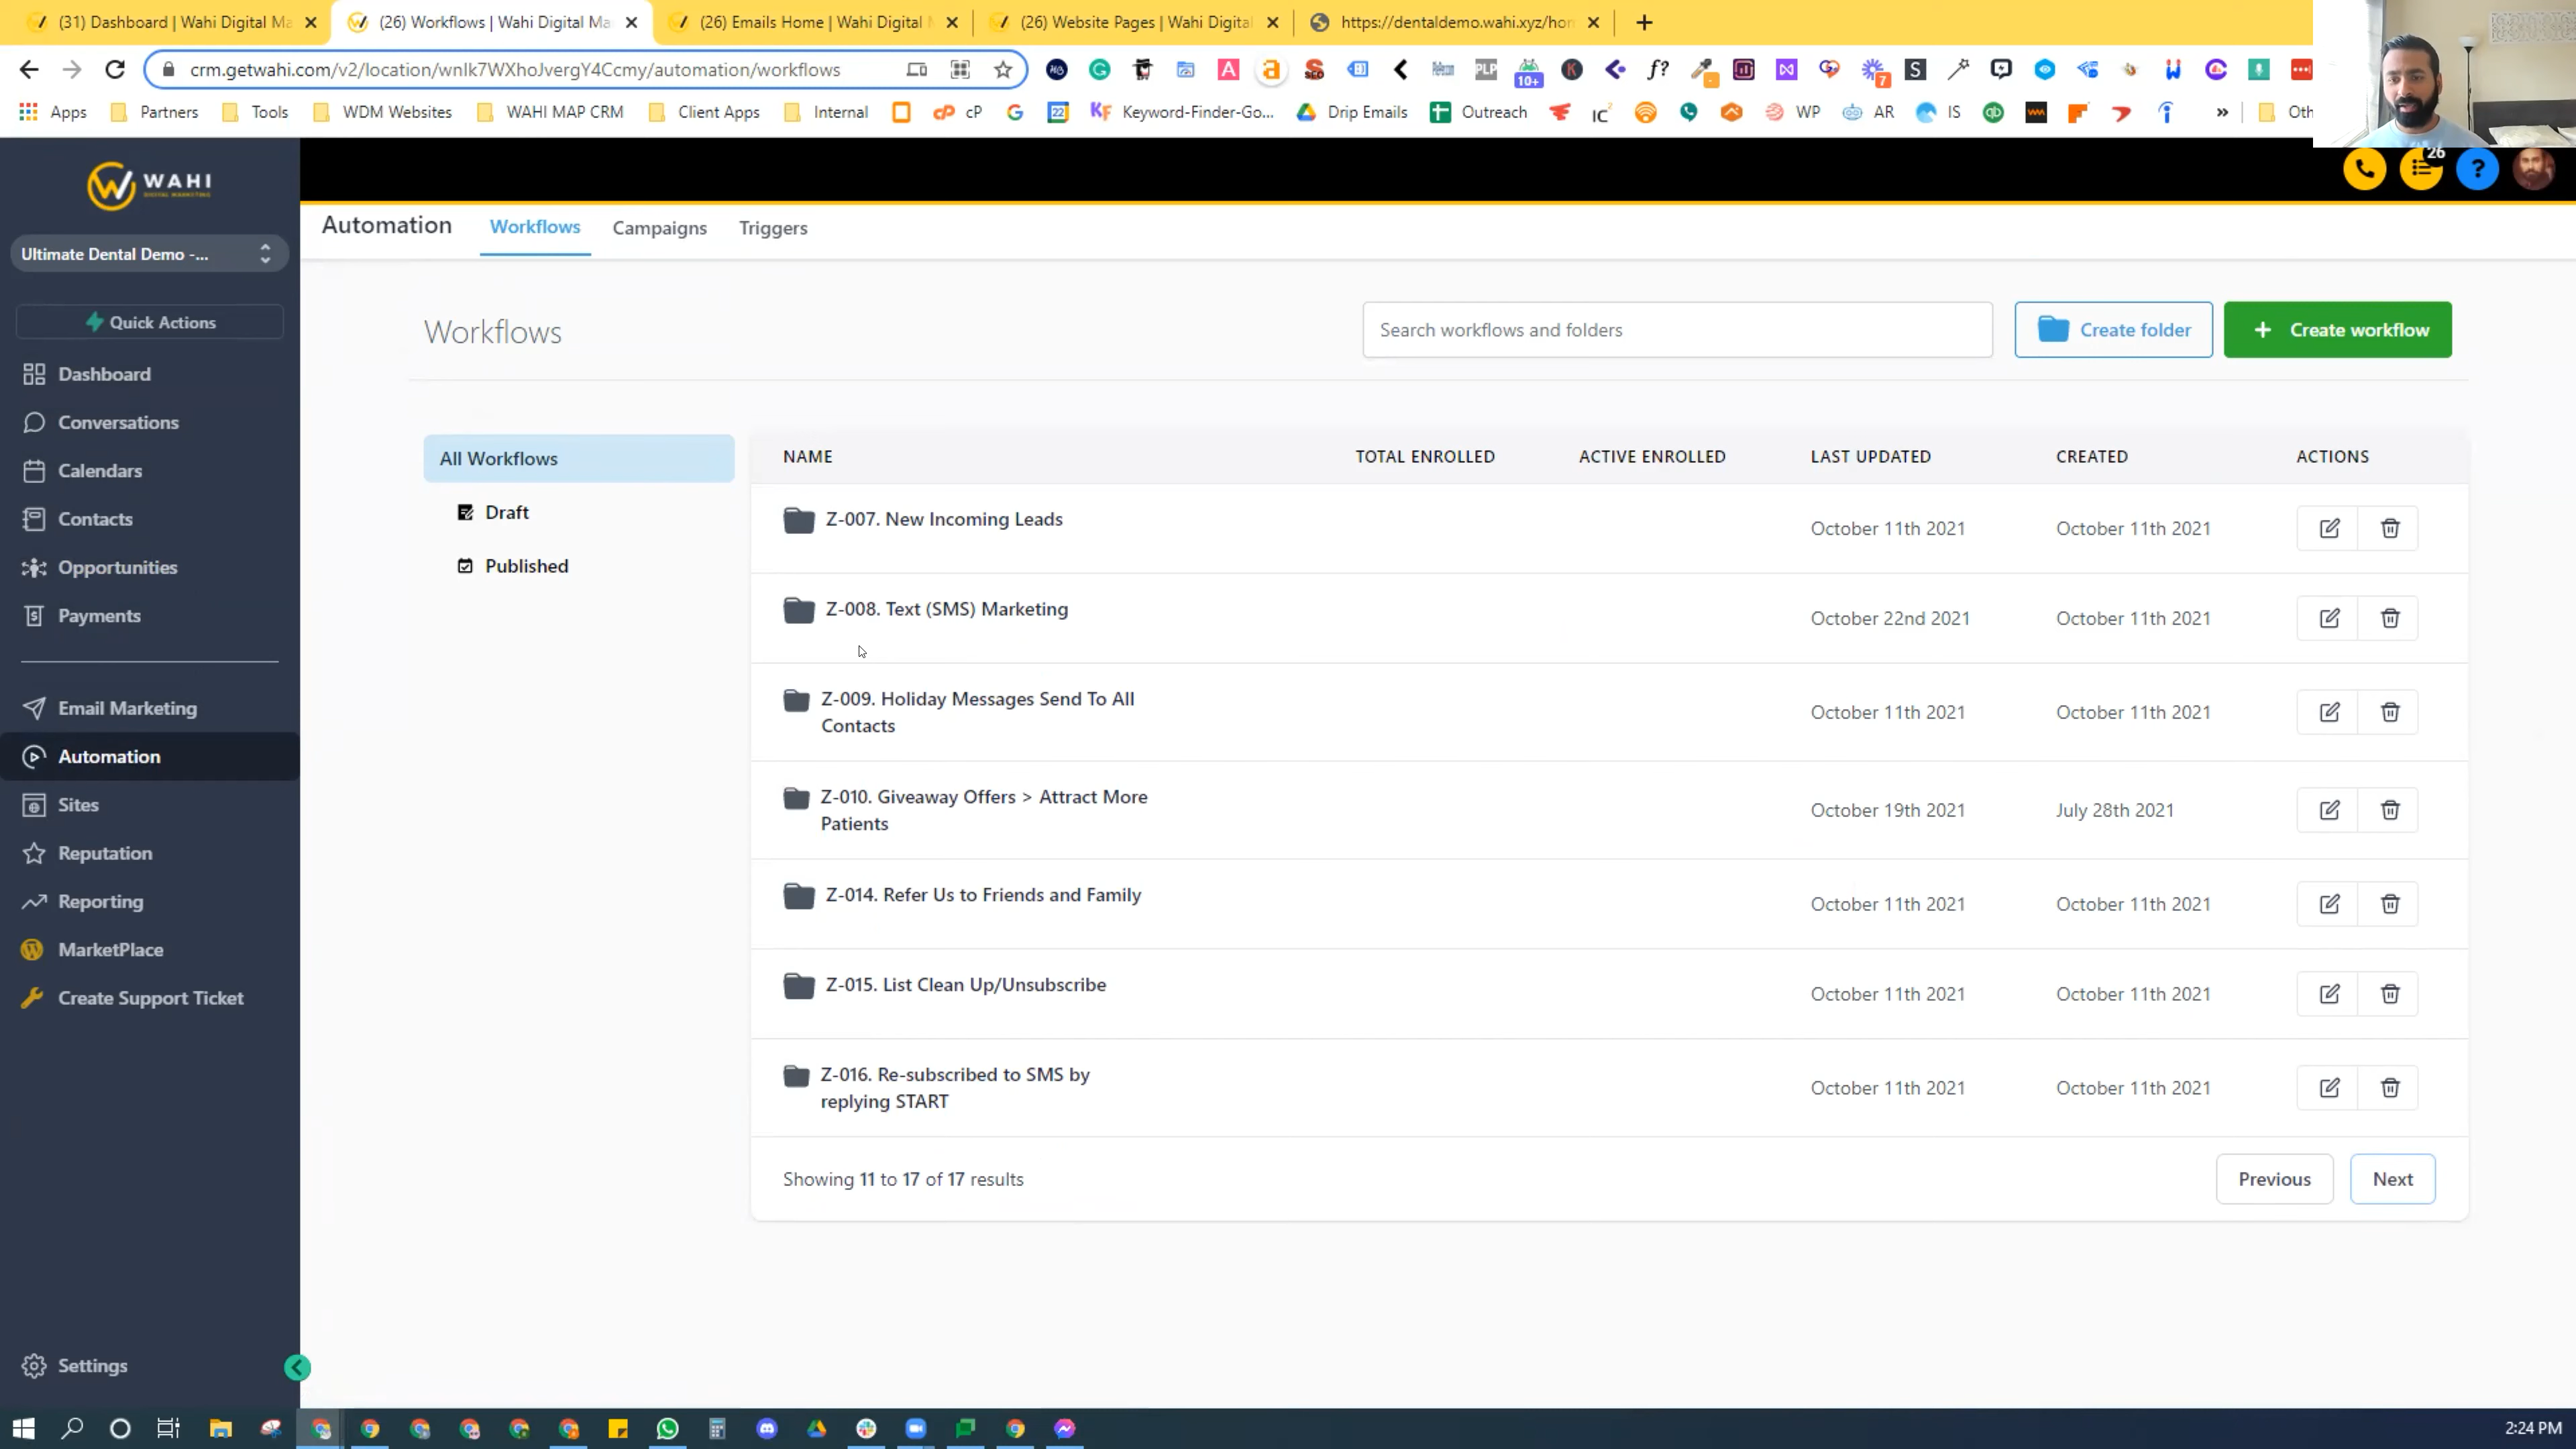 (31) Dashboard | Wahi Digital Ma
(26) Workflows | Wahi Digital Ma
(26) Emails Home | Wahi Digital
(26) Website Pages | Wahi Digital
https://dentaldemo.wahi.xyz/hon
crm.getwahi.com/v2/location/wnlk7WXhoJvergY4Ccmy/automation/workflows
Apps
Partners
Tools
WDM Websites
WAHI MAP CRM
Client Apps
Internal
cP
Keyword-Finder-Go...
Drip Emails
Outreach
WP
AR
IS
Oth
WAHI
DIGITAL MARKETING
26
Ultimate Dental Demo -...
Quick Actions
Dashboard
Conversations
Calendars
Contacts
Opportunities
Payments
Email Marketing
Automation
Sites
Reputation
Reporting
MarketPlace
Create Support Ticket
Settings
Automation
Workflows
Campaigns
Triggers
Workflows
Search workflows and folders
Create folder
+ Create workflow
All Workflows
Draft
Published
NAME TOTAL ENROLLED ACTIVE ENROLLED LAST UPDATED CREATED ACTIONS
Z-007. New Incoming Leads October 11th 2021 October 11th 2021
Z-008. Text (SMS) Marketing October 22nd 2021 October 11th 2021
Z-009. Holiday Messages Send To All
Contacts
October 11th 2021 October 11th 2021
Z-010. Giveaway Offers > Attract More
Patients
October 19th 2021 July 28th 2021
Z-014. Refer Us to Friends and Family October 11th 2021 October 11th 2021
Z-015. List Clean Up/Unsubscribe October 11th 2021 October 11th 2021
Z-016. Re-subscribed to SMS by
replying START
October 11th 2021 October 11th 2021
Showing 11 to 17 of 17 results
Previous
Next
2:24 PM